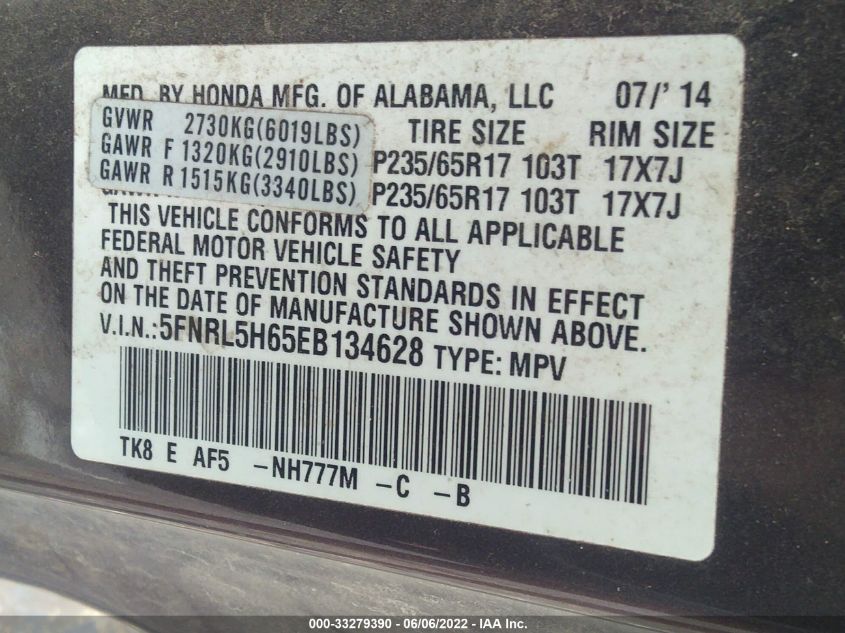 MFD. BY HONDA MFG. OF ALABAMA, LLC 07/' 14
GVWR 2730KG(6019LBS) TIRE SIZE RIM SIZE
GAWR F 1320KG(2910LBS) P235/65R17 103T 17X7J
GAWR R 1515KG(3340LBS) P235/65R17 103T 17X7J
THIS VEHICLE CONFORMS TO ALL APPLICABLE
FEDERAL MOTOR VEHICLE SAFETY
AND THEFT PREVENTION STANDARDS IN EFFECT
ON THE DATE OF MANUFACTURE SHOWN ABOVE.
V.I.N.:5FNRL5H65EB134628 TYPE: MPV
TK8 E AF5 -NH777M -C -B
000-33279390 - 06/06/2022 - IAA Inc.